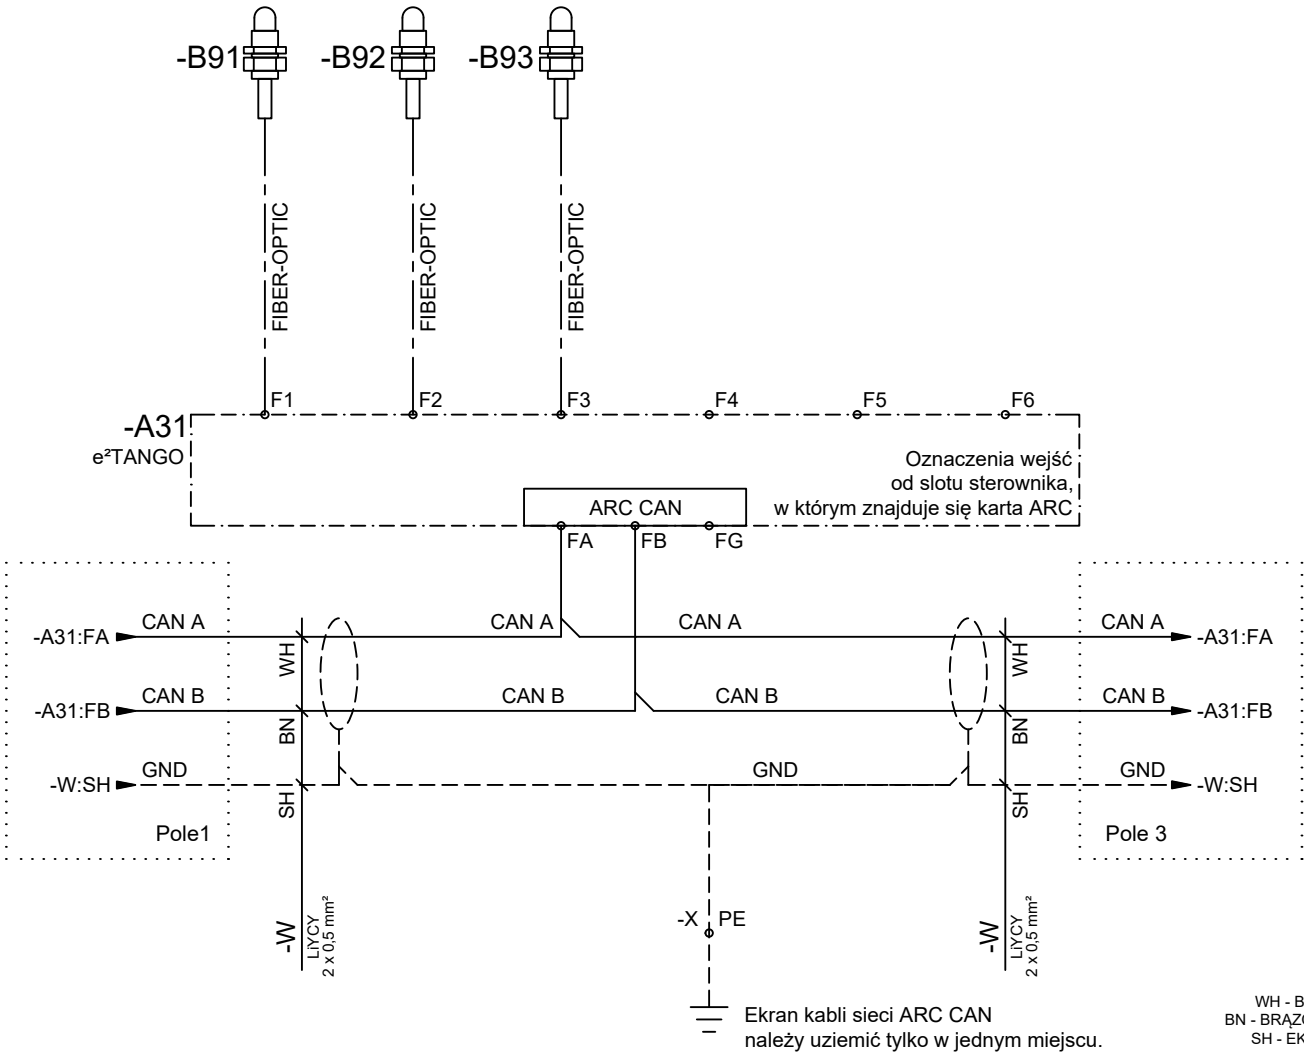 -B91
-B92
-B93
FIBER-OPTIC
FIBER-OPTIC
FIBER-OPTIC
F1
F2
F3
F4
F5
F6
-A31
e²TANGO
Oznaczenia wejść
od slotu sterownika,
w którym znajduje się karta ARC
ARC CAN
FA
FB
FG
-A31:FA
CAN A
CAN A
CAN A
CAN A
-A31:FA
WH
WH
-A31:FB
CAN B
CAN B
CAN B
CAN B
-A31:FB
BN
BN
-W:SH
GND
GND
GND
-W:SH
SH
SH
Pole1
Pole 3
-W
LiYCY
2 x 0,5 mm²
-X
PE
-W
LiYCY
2 x 0,5 mm²
Ekran kabli sieci ARC CAN
należy uziemić tylko w jednym miejscu.
WH - B
BN -
SH - EK